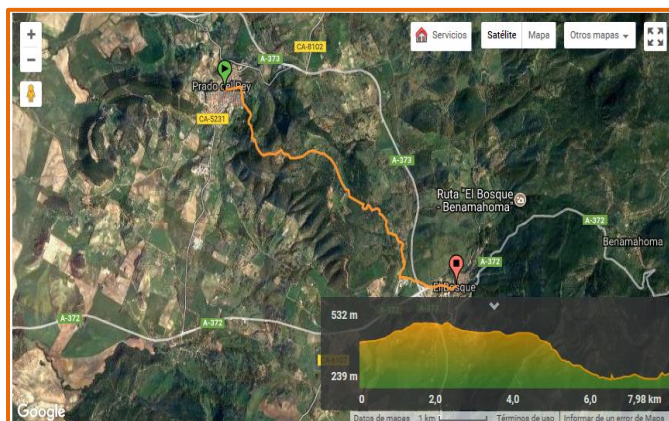 +
−
Servicios
Satélite
Mapa
Otros mapas
CA-8102
A-373
Prado del Rey
CA-5231
A-373
Ruta "El Bosque
- Benamahoma"
A-372
Benamahoma
A-372
El Bosque
A-372
532 m
239 m
0
2,0
4,0
6,0
7,98 km
Google
Datos de mapas
1 km
Términos de uso
Informar de un error de Maps